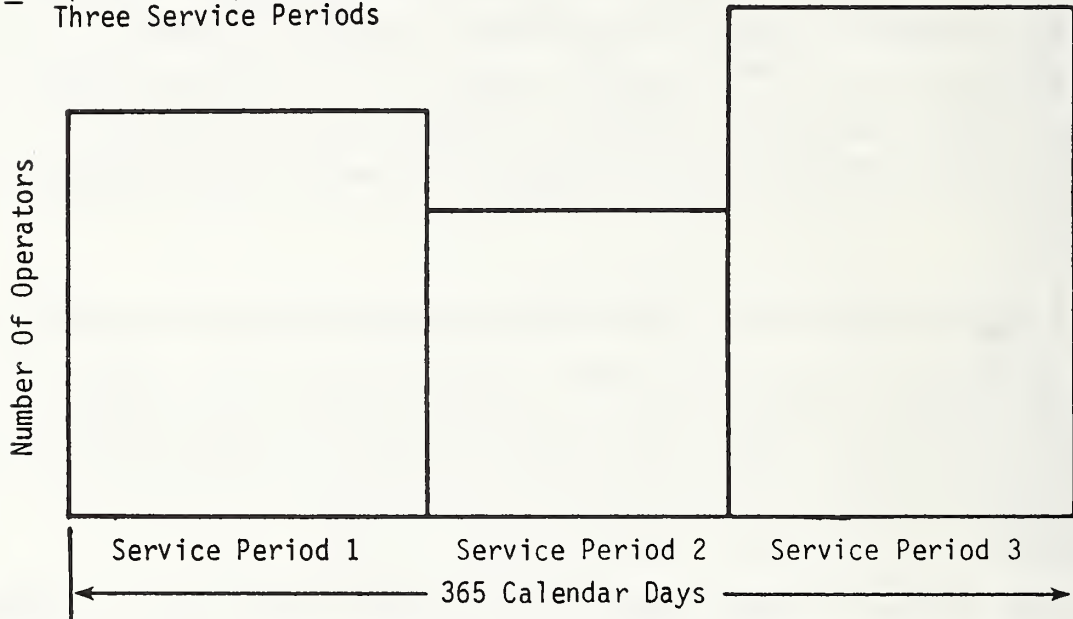 Three Service Periods
Number Of Operators
Service Period 1 Service Period 2 Service Period 3
365 Calendar Days